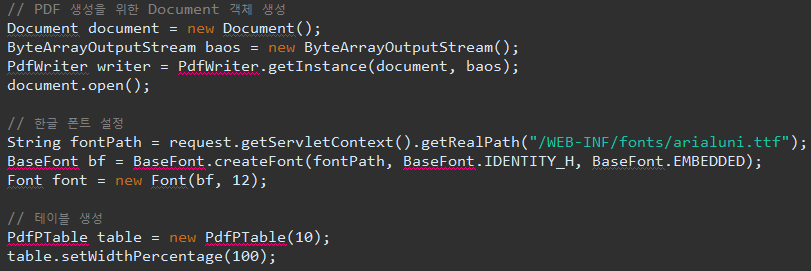 // PDF 생성을 위한 Document 객체 생성
Document document = new Document();
ByteArrayOutputStream baos = new ByteArrayOutputStream();
PdfWriter writer = PdfWriter.getInstance(document, baos);
document.open();
// 한글 폰트 설정
String fontPath = request.getServletContext().getRealPath("/WEB-INF/fonts/arialuni.ttf");
BaseFont bf = BaseFont.createFont(fontPath, BaseFont.IDENTITY_H, BaseFont.EMBEDDED);
Font font = new Font(bf, 12);
// 테이블 생성
PdfPTable table = new PdfPTable(10);
table.setWidthPercentage(100);